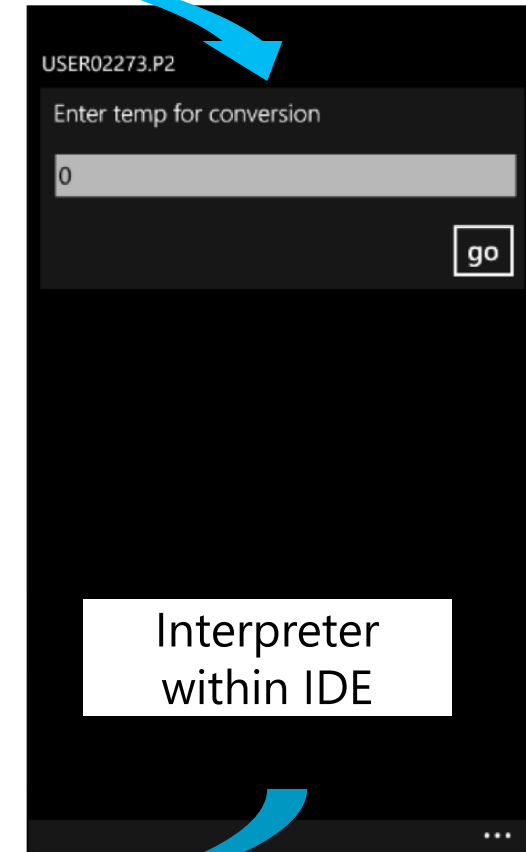 USER02273.P2
Enter temp for conversion
0
go
Interpreter
within IDE
...